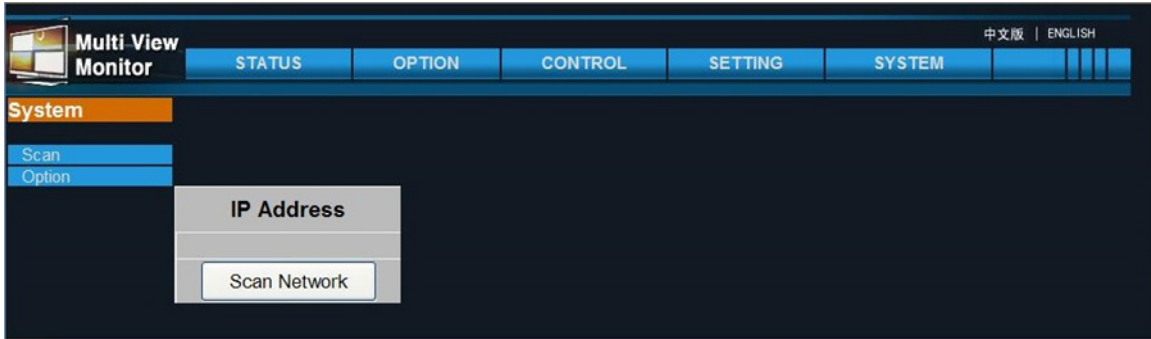 Multi View
Monitor
中文版 | ENGLISH
STATUS OPTION CONTROL SETTING SYSTEM
System
Scan
Option
IP Address
Scan Network